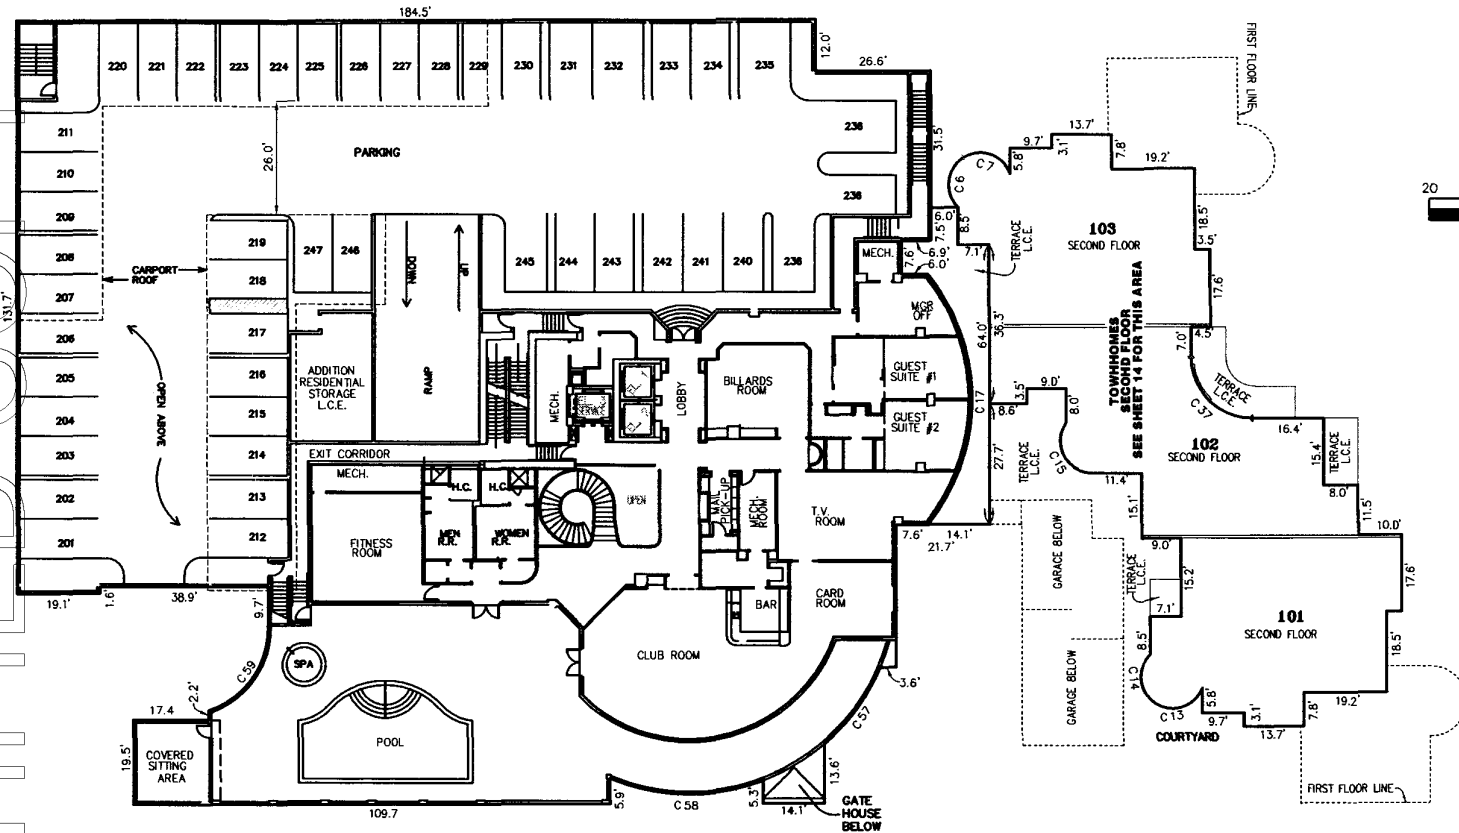 184.5'
12.0'
26.6'
31.5'
220 221 222 223 224 225 226 227 228 229 230 231 232 233 234 235
211
210
209
208
207
206
205
204
203
202
201
26.0'
PARKING
236
236
219
218
217
216
215
214
213
212
247 246
245 244 243 242 241 240 236
CARPORT
ROOF
OPEN ABOVE
131.7'
DOWN
UP
RAMP
ADDITION
RESIDENTIAL
STORAGE
L.C.E.
EXIT CORRIDOR
MECH.
MECH.
SERVICE
LOBBY
BILLARDS
ROOM
MECH.
7.6'
6.9'
6.0'
MGR
OFF
GUEST
SUITE #1
GUEST
SUITE #2
C 17
64.0'
36.3'
27.7'
H.C.
H.C.
MEN
R.R.
WOMEN
R.R.
FITNESS
ROOM
OPEN
MAIL
PICK-UP
MECH.
ROOM
T.V.
ROOM
7.6'
14.1'
21.7'
CARD
ROOM
BAR
CLUB ROOM
3.6'
C 57
19.1'
1.6'
38.9'
9.7'
C 59
2.2'
17.4
19.5'
COVERED
SITTING
AREA
SPA
POOL
109.7
5.9'
C 58
5.3'
14.1'
13.6'
GATE
HOUSE
BELOW
FIRST FLOOR LINE
20
13.7'
9.7'
3.1'
5.8'
7.8'
19.2'
C 7
C 6
6.0'
7.5'
8.5'
7.1'
TERRACE
L.C.E.
103
SECOND FLOOR
18.5'
3.5'
17.6'
4.5'
7.0'
TOWHHOMES
SECOND FLOOR
SEE SHEET 14 FOR THIS AREA
C 37
TERRACE
L.C.E.
16.4'
15.4'
TERRACE
L.C.E.
8.0'
11.5'
10.0'
8.6'
3.5'
9.0'
8.0'
C 15
TERRACE
L.C.E.
11.4'
15.1'
102
SECOND FLOOR
9.0'
15.2'
TERRACE
L.C.E.
7.1'
8.5'
C 14
C 13
5.8'
9.7'
3.1'
13.7'
7.8'
19.2'
18.5'
17.6'
101
SECOND FLOOR
GARAGE BELOW
GARAGE BELOW
COURTYARD
FIRST FLOOR LINE